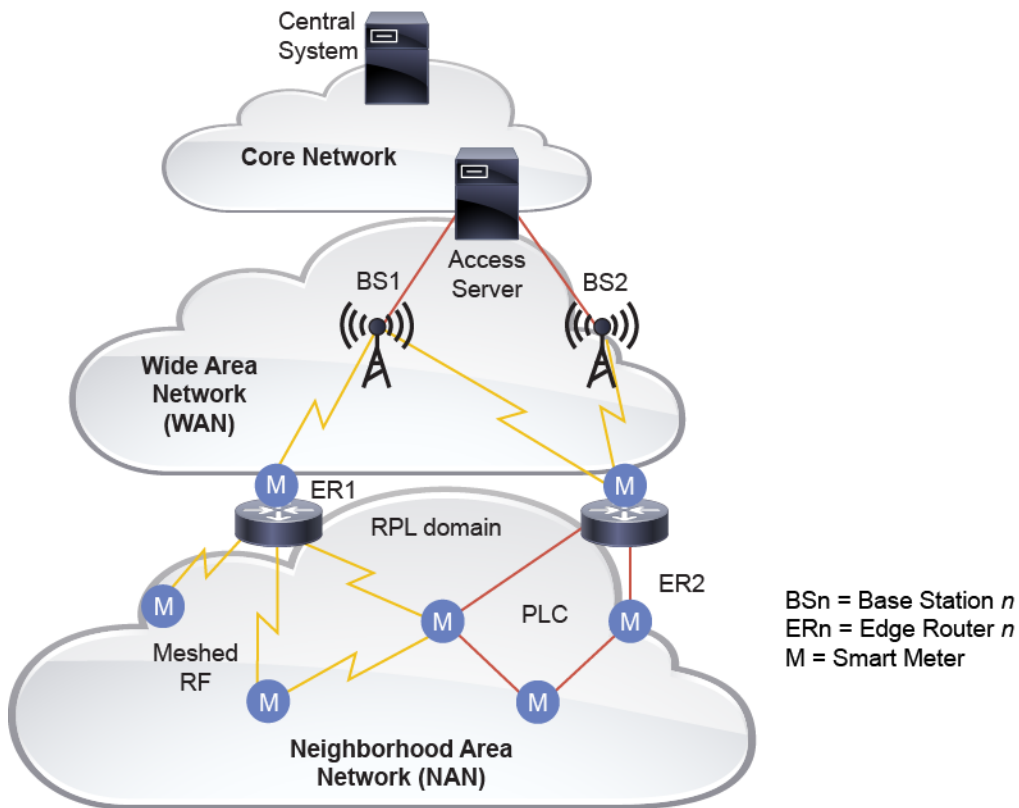 Central
System
Core Network
Access
Server
BS1
BS2
Wide Area
Network
(WAN)
M
ER1
M
RPL domain
ER2
M
M
PLC
M
Meshed
RF
M
M
Neighborhood Area
Network (NAN)
BSn = Base Station n
ERn = Edge Router n
M = Smart Meter